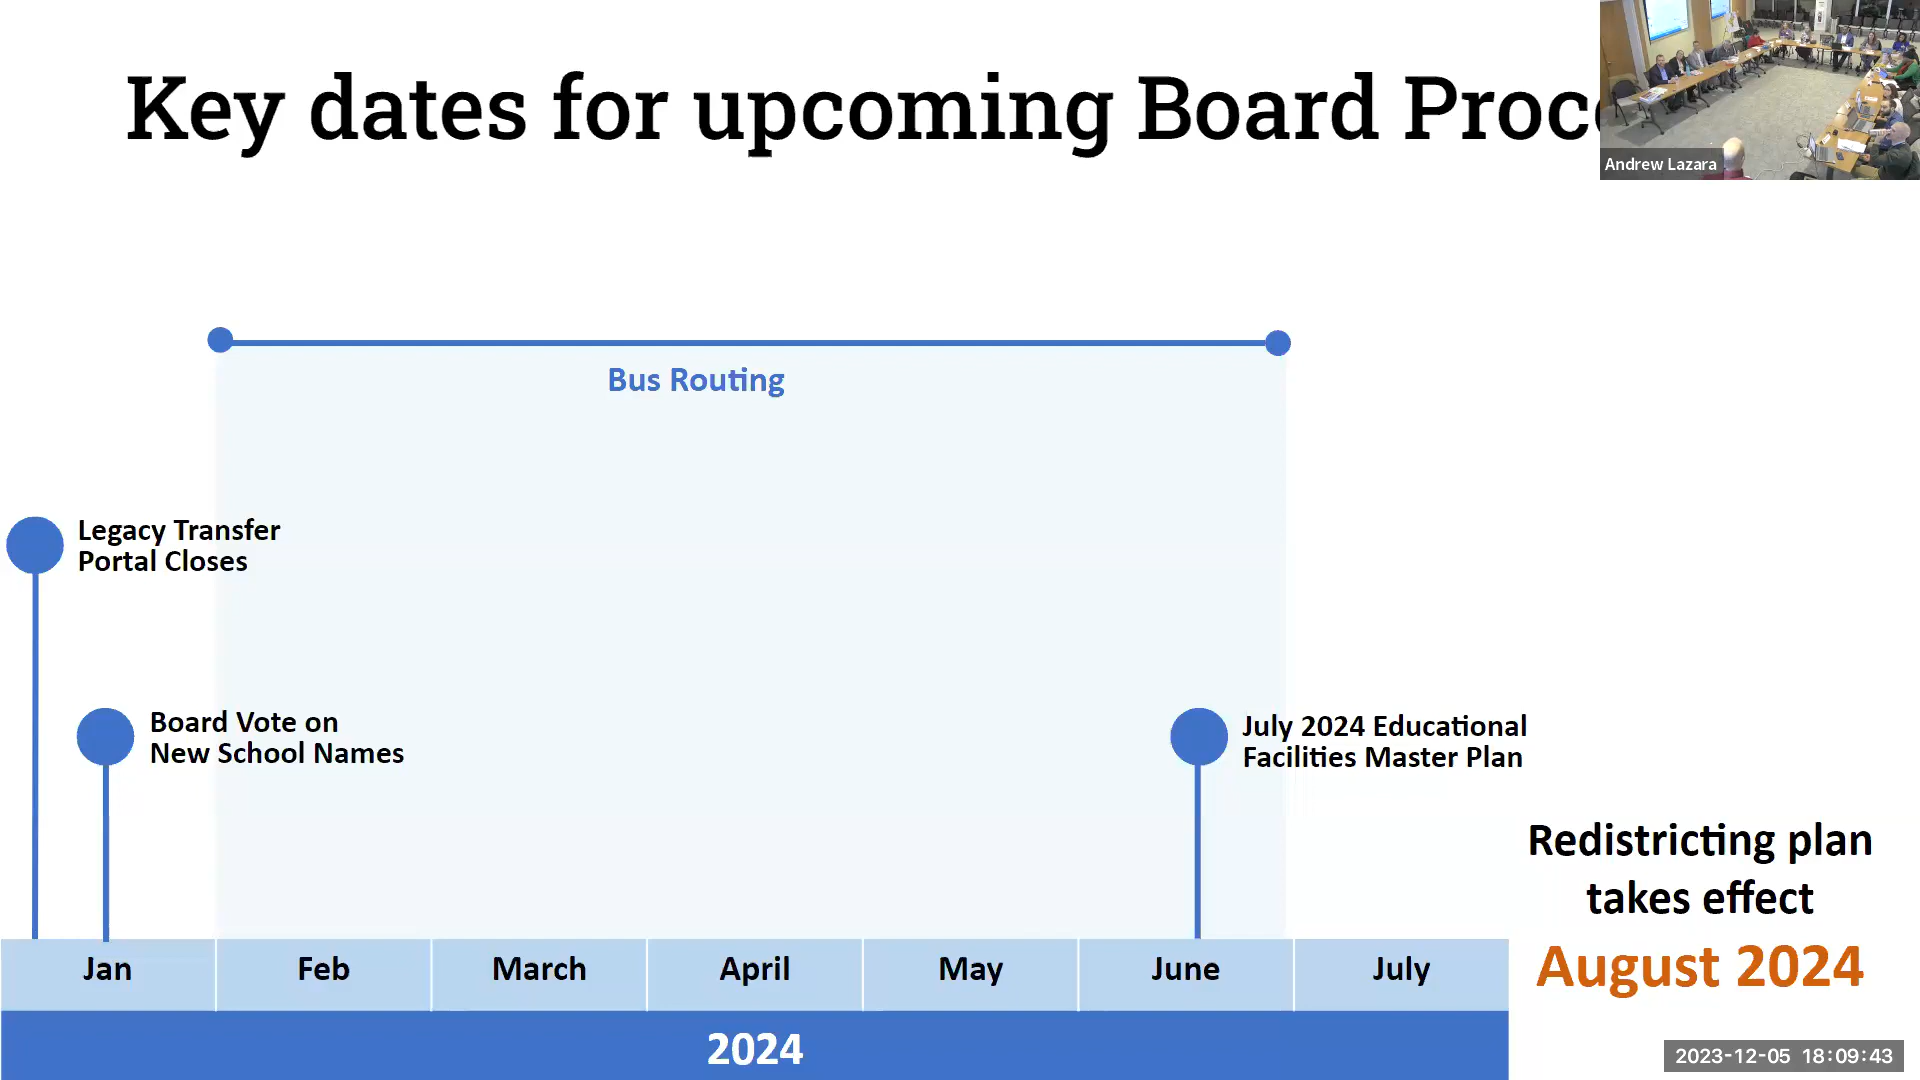 Key dates for upcoming Board
Andrew Lazara
Bus Routing
Legacy Transfer
Portal Closes
Board Vote on
New School Names
July 2024 Educational
Facilities Master Plan
Redistricting plan
takes effect
August 2024
Jan Feb March April May June July
2024
2023-12-05 18:09:43